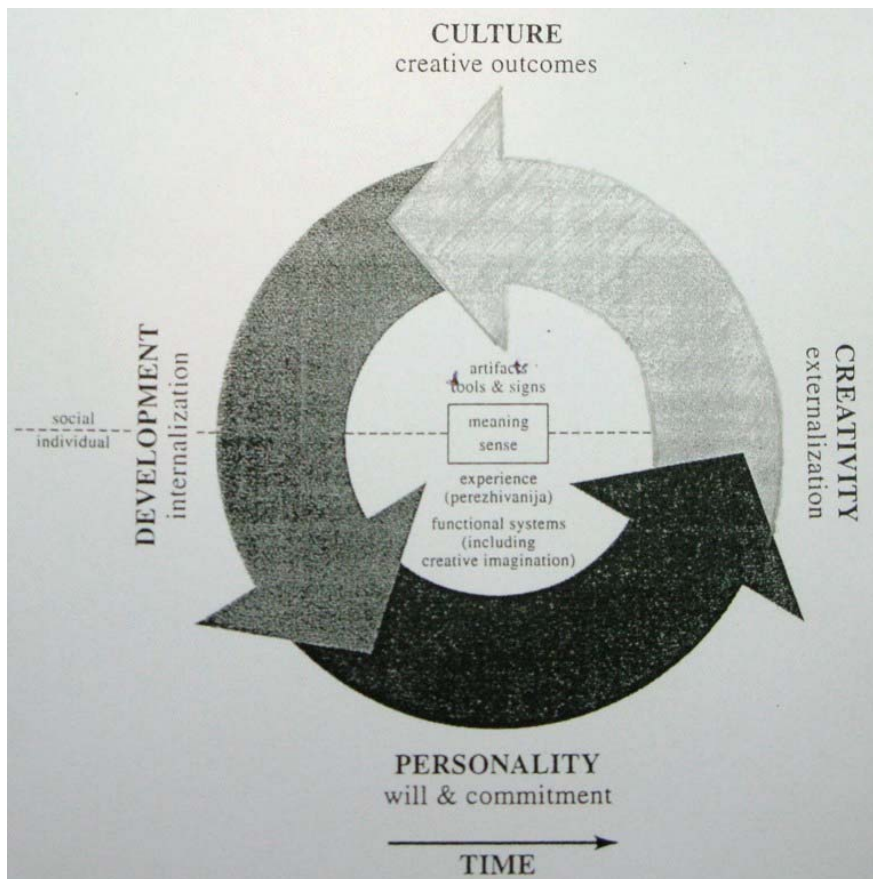 CULTURE
creative outcomes
artifacts
tools & signs
social
individual
DEVELOPMENT
internalization
meaning
sense
CREATIVITY
externalization
experience
(perezhivanija)
functional systems
(including
creative imagination)
PERSONALITY
will & commitment
TIME